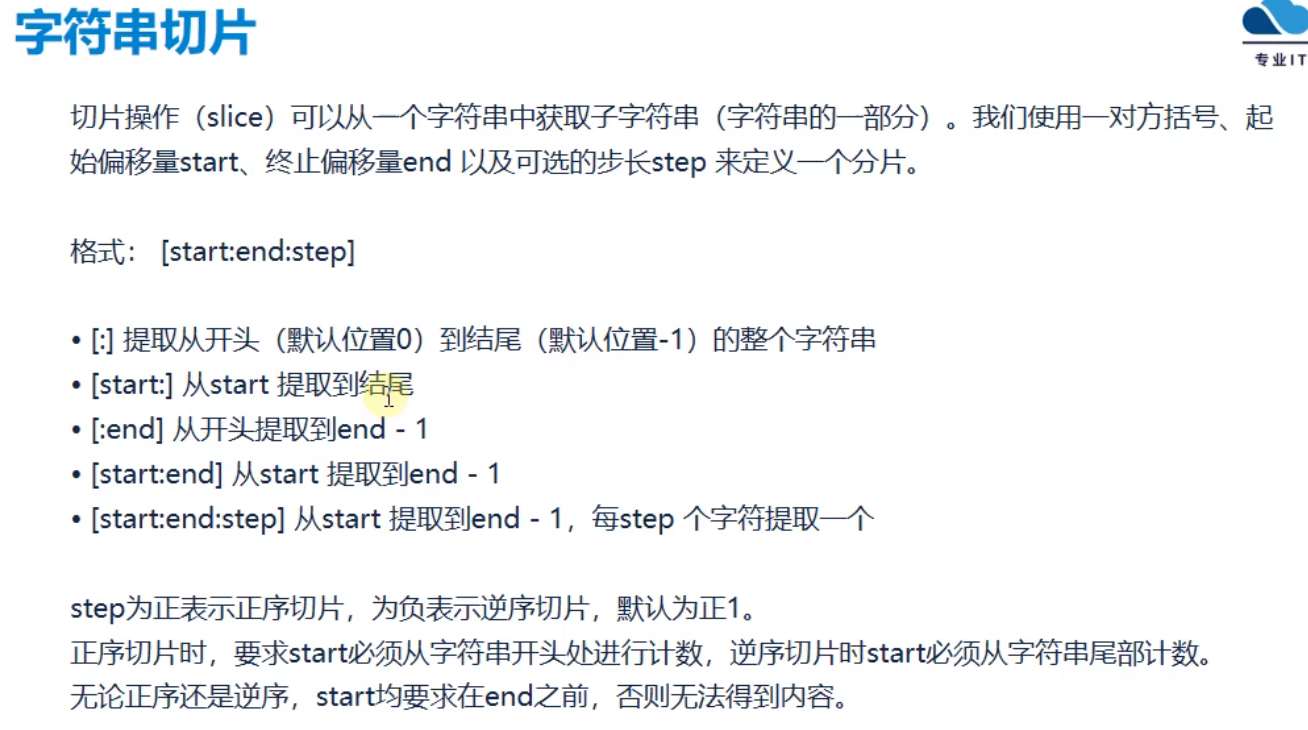 字符串切片
专业IT
切片操作（slice）可以从一个字符串中获取子字符串（字符串的一部分）。我们使用一对方括号、起
始偏移量start、终止偏移量end 以及可选的步长step 来定义一个分片。
格式： [start:end:step]
• [:] 提取从开头（默认位置0）到结尾（默认位置-1）的整个字符串
• [start:] 从start 提取到结尾
• [:end] 从开头提取到end - 1
• [start:end] 从start 提取到end - 1
• [start:end:step] 从start 提取到end - 1，每step 个字符提取一个
step为正表示正序切片，为负表示逆序切片，默认为正1。
正序切片时，要求start必须从字符串开头处进行计数，逆序切片时start必须从字符串尾部计数。
无论正序还是逆序，start均要求在end之前，否则无法得到内容。